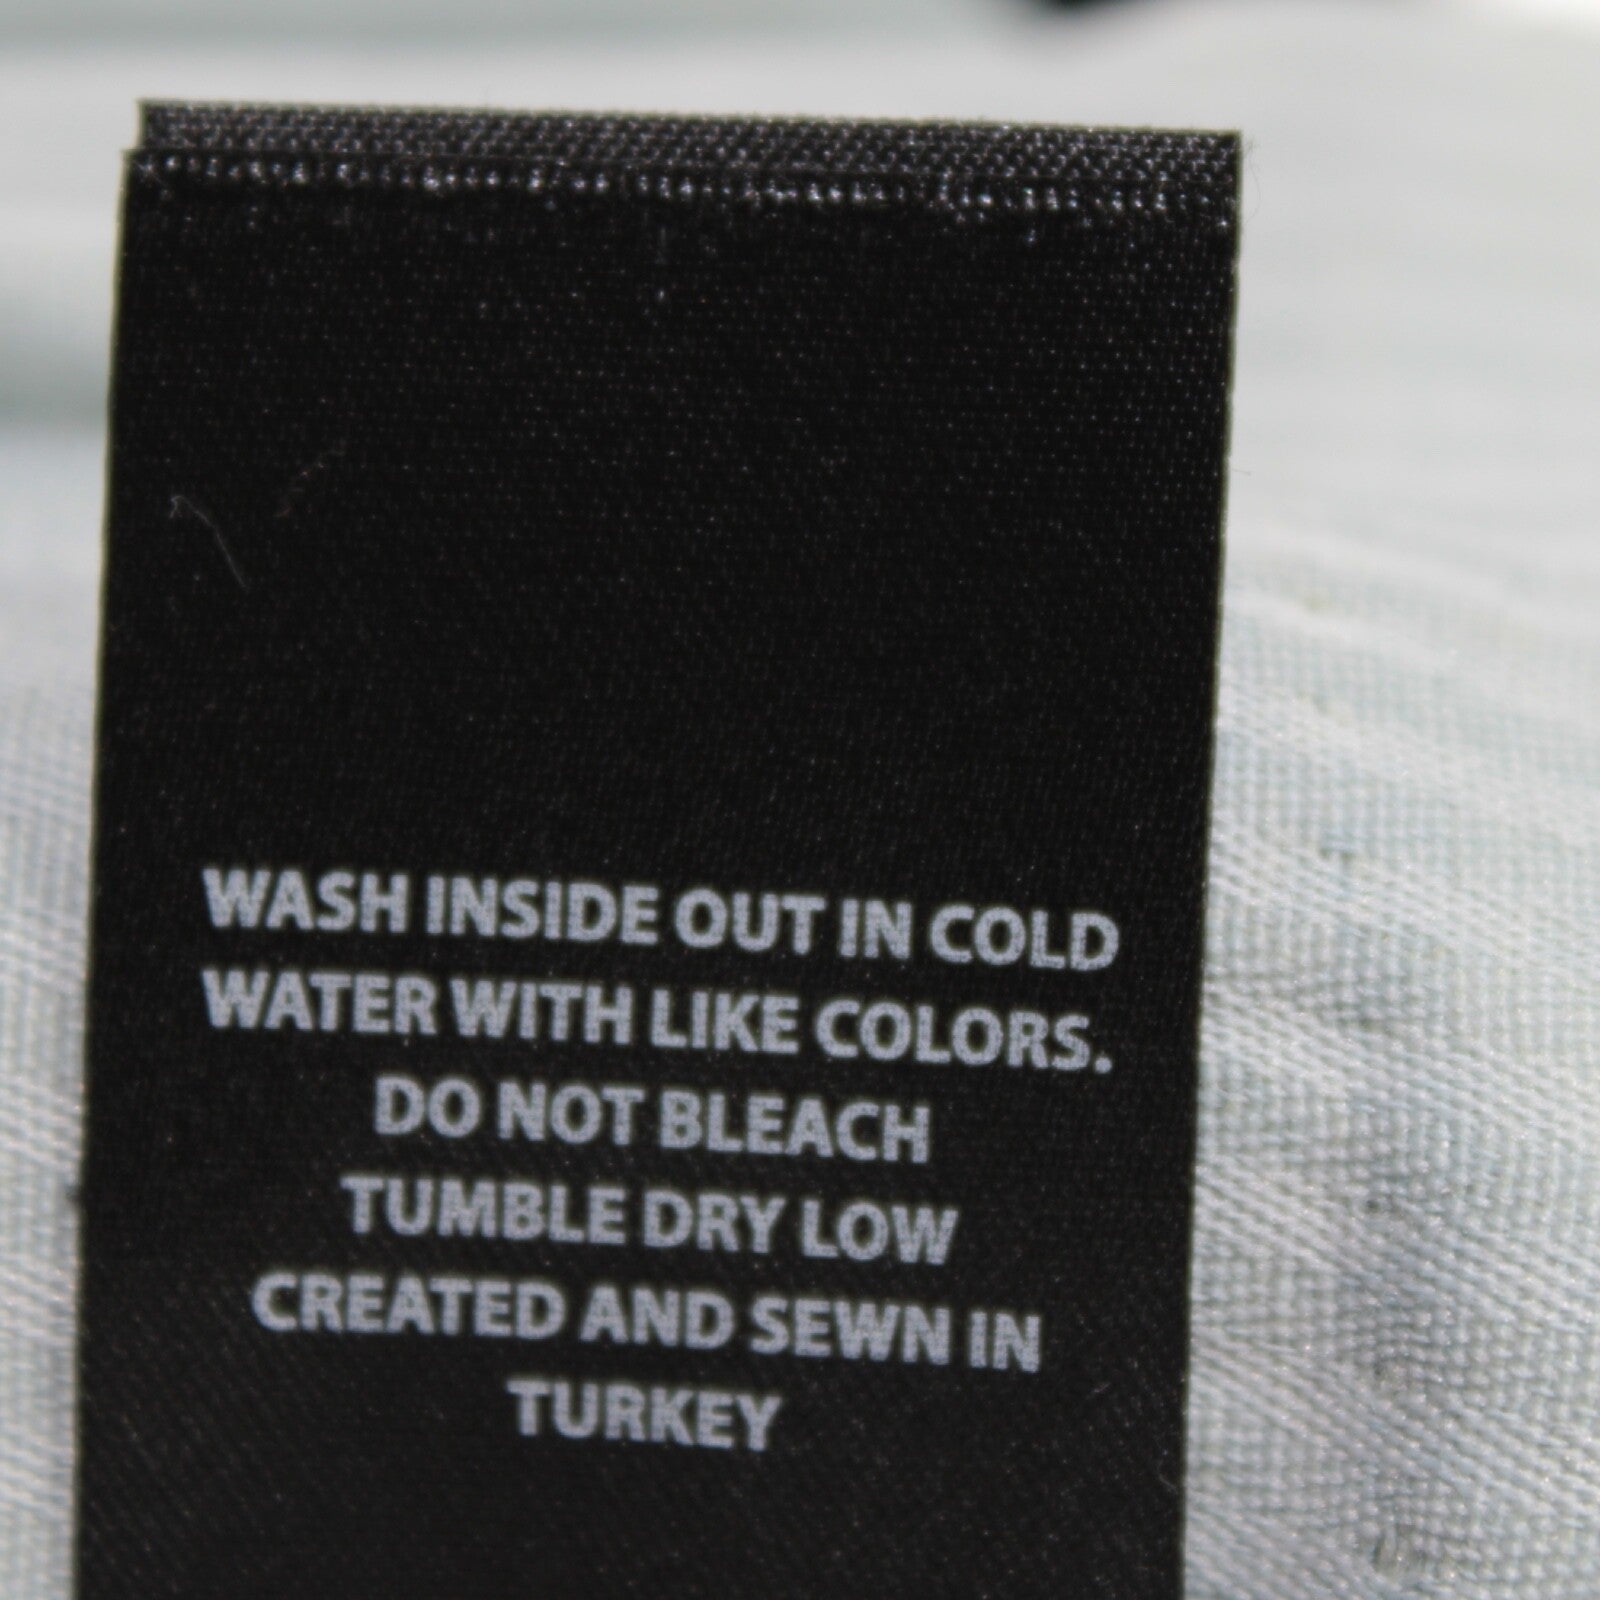 WASH INSIDE OUT IN COLD
WATER WITH LIKE COLORS.
DO NOT BLEACH
TUMBLE DRY LOW
CREATED AND SEWN IN
TURKEY